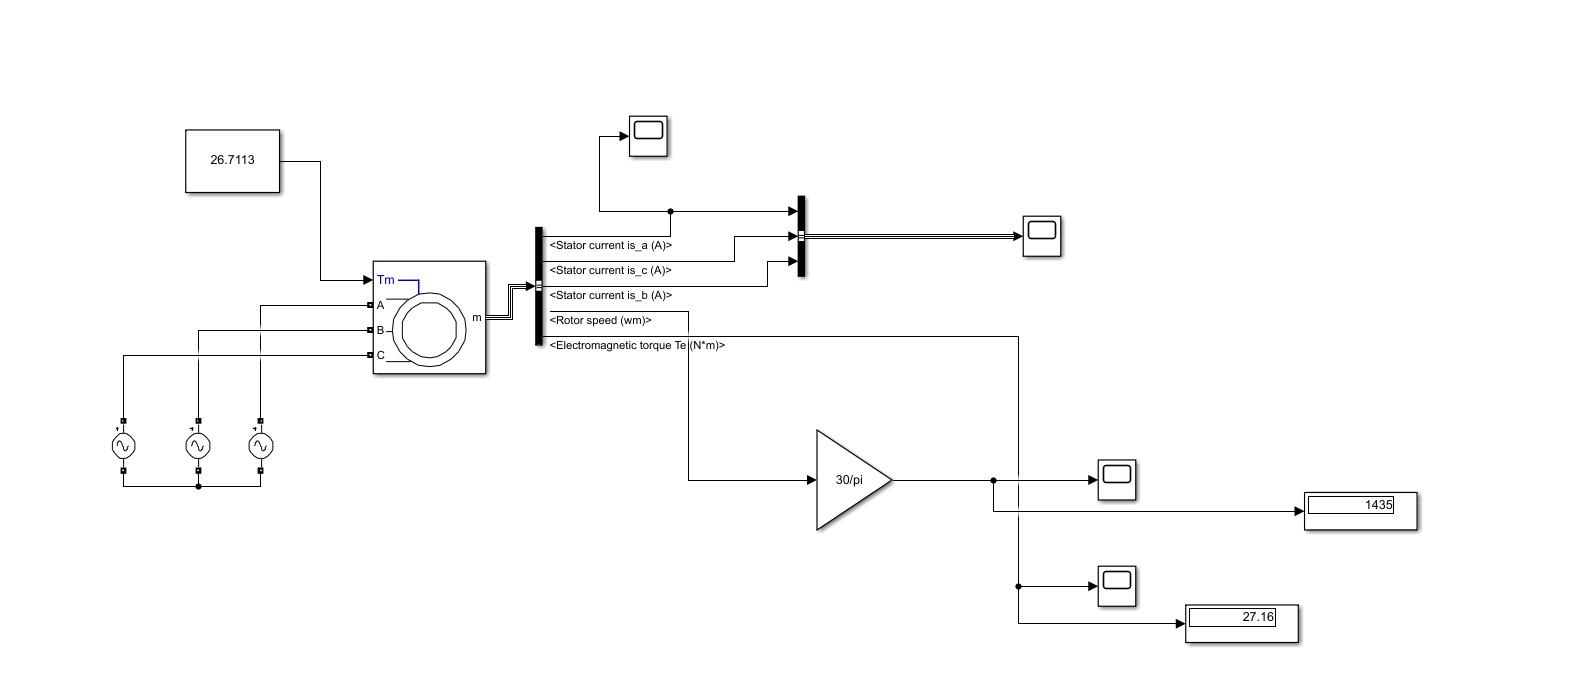 26.7113
Tm
A
B
C
m
<Stator current is_a (A)>
<Stator current is_c (A)>
<Stator current is_b (A)>
<Rotor speed (wm)>
<Electromagnetic torque Te (N*m)>
+
+
+
30/pi
1435
27.16